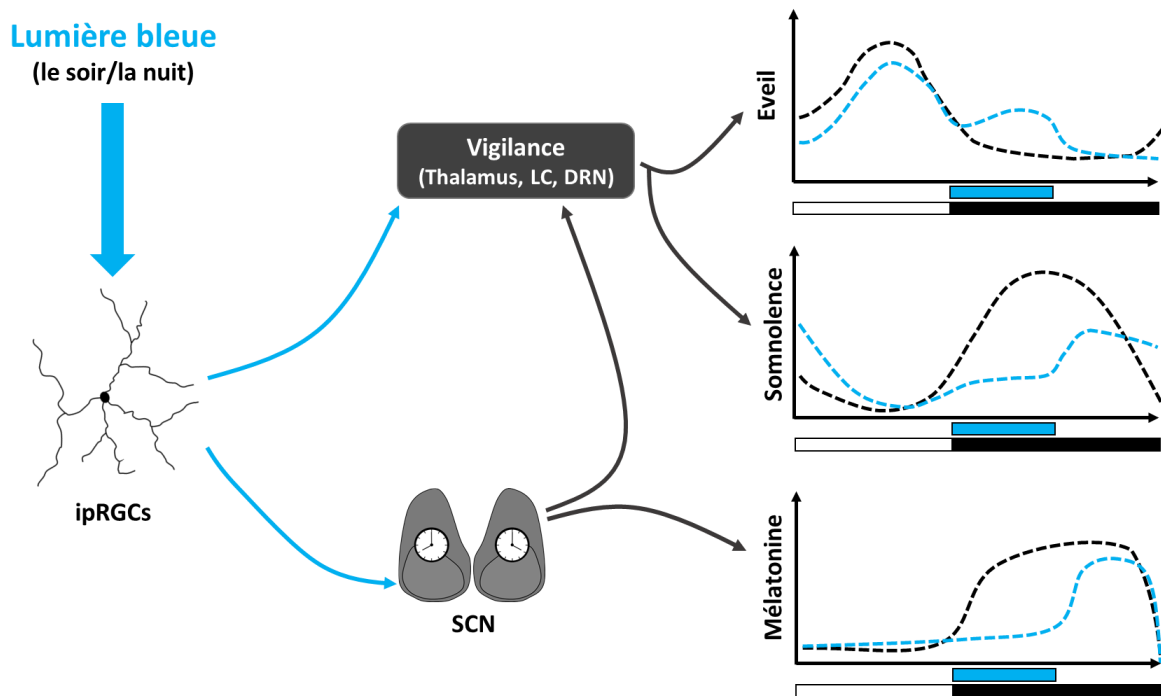 Lumière bleue
(le soir/la nuit)
ipRGCs
Vigilance
(Thalamus, LC, DRN)
SCN
Eveil
Somnolence
Mélatonine